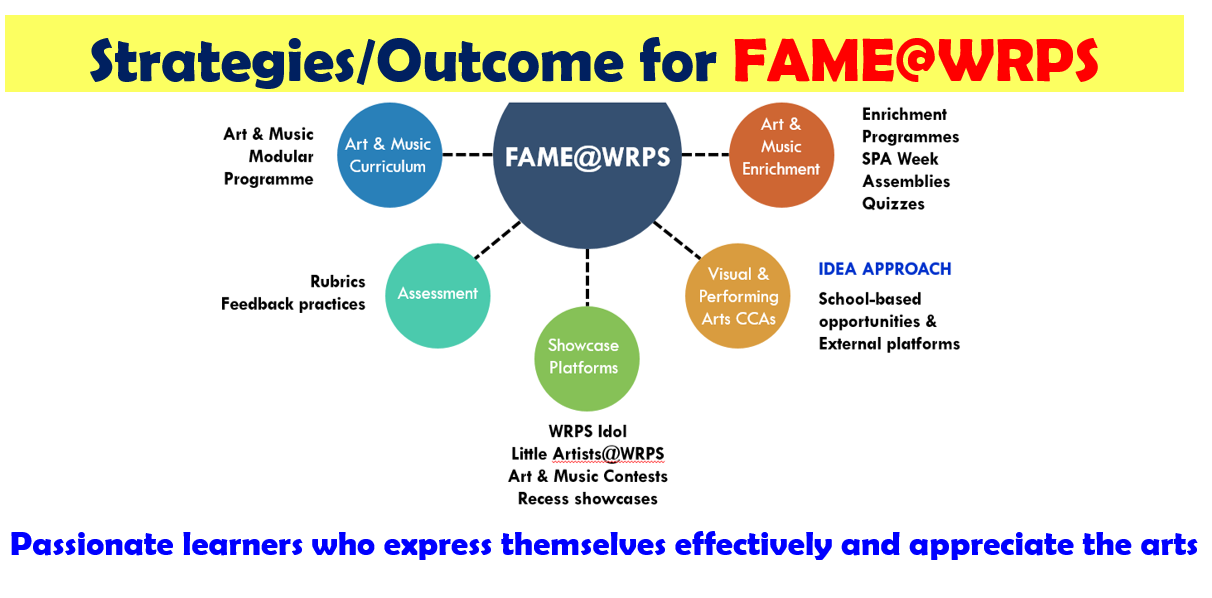 Strategies/Outcome for FAME@WRPS
Art & Music
Modular
Programme
Art & Music
Curriculum
FAME@WRPS
Art &
Music
Enrichment
Enrichment
Programmes
SPA Week
Assemblies
Quizzes
Rubrics
Feedback practices
Assessment
Showcase
Platforms
Visual &
Performing
Arts CCAs
IDEA APPROACH
School-based
opportunities &
External platforms
WRPS Idol
Little Artists@WRPS
Art & Music Contests
Recess showcases
Passionate learners who express themselves effectively and appreciate the arts